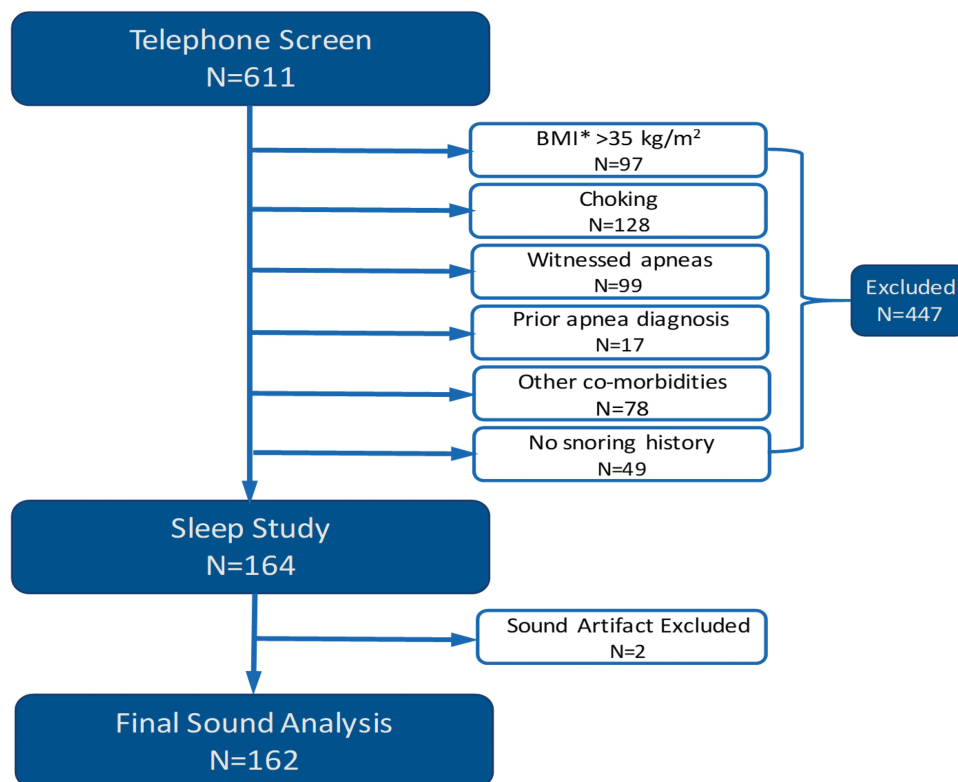 Telephone Screen
N=611
BMI* >35 kg/m²
N=97
Choking
N=128
Witnessed apneas
N=99
Excluded
N=447
Prior apnea diagnosis
N=17
Other co-morbidities
N=78
No snoring history
N=49
Sleep Study
N=164
Sound Artifact Excluded
N=2
Final Sound Analysis
N=162